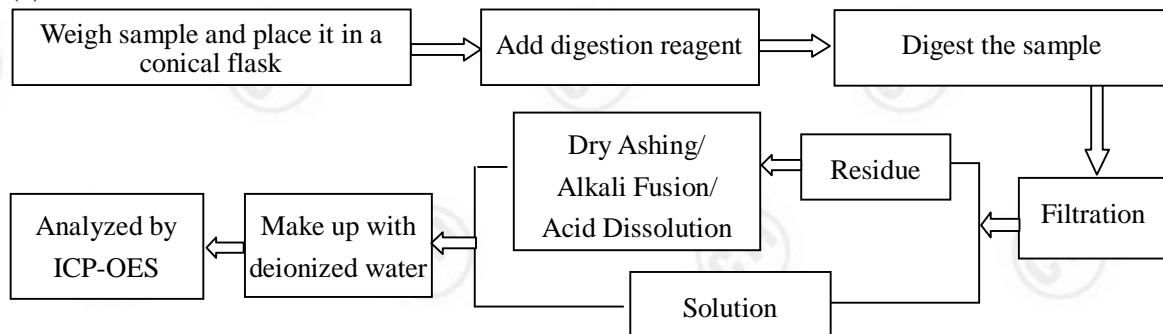 Weigh sample and place it in a
conical flask
Add digestion reagent
Digest the sample
Filtration
Residue
Dry Ashing/
Alkali Fusion/
Acid Dissolution
Solution
Make up with
deionized water
Analyzed by
ICP-OES